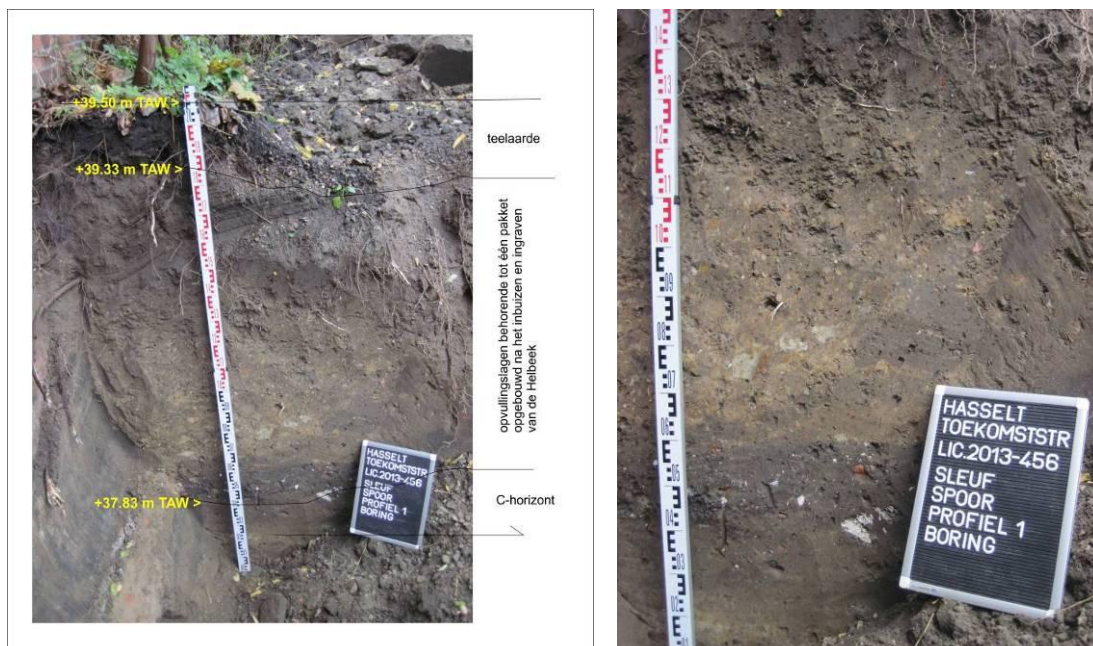 +39.50 m TAW >
teelaarde
+39.33 m TAW >
opvullingslagen behorende tot één pakket
opgebouwd na het inbuizen en ingraven
van de Helbeek
HASSELT
TOEKOMSTSTR
LIC.2013-456
SLEUF
SPOOR
PROFIEL 1
BORING
+37.83 m TAW >
C-horizont
HASSELT
TOEKOMSTSTR
LIC.2013-456
SLEUF
SPOOR
PROFIEL 1
BORING